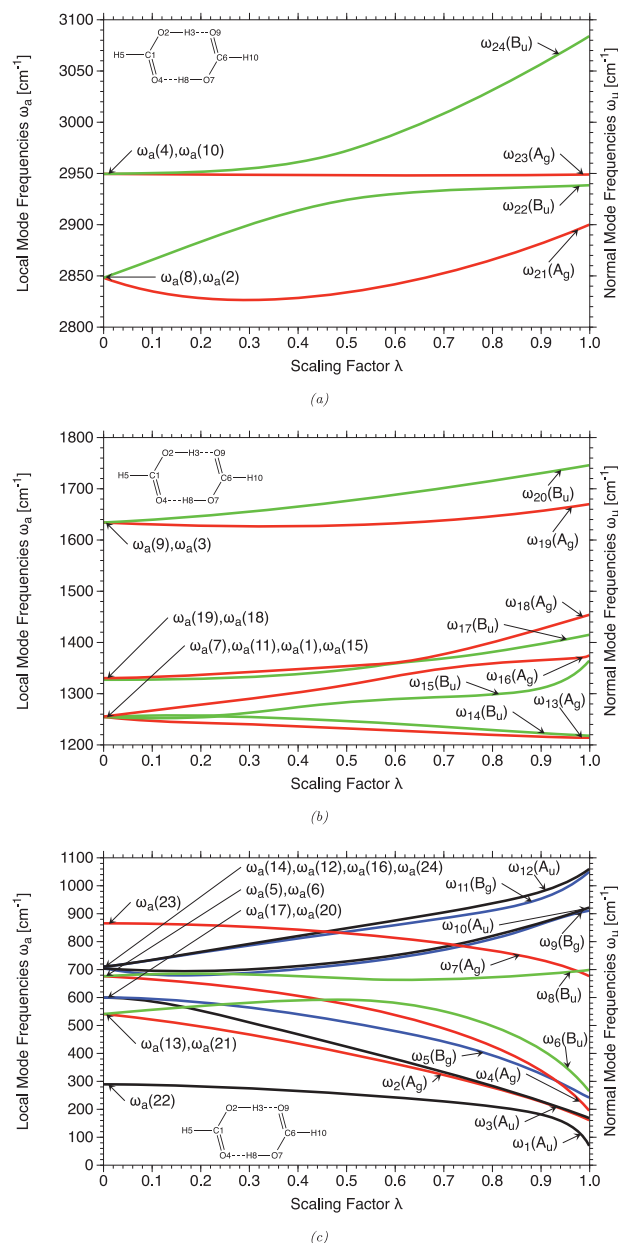 3100
3050
3000
2950
2900
2850
2800
Local Mode Frequencies ωa [cm-1]
Normal Mode Frequencies ωu [cm-1]
O2 H3 O9
H5 C1 C6 H10
O4 H8 O7
ω24(Bu)
ωa(4),ωa(10)
ω23(Ag)
ω22(Bu)
ωa(8),ωa(2)
ω21(Ag)
0 0.1 0.2 0.3 0.4 0.5 0.6 0.7 0.8 0.9 1.0
Scaling Factor λ
(a)
1800
1700
1600
1500
1400
1300
1200
Local Mode Frequencies ωa [cm-1]
Normal Mode Frequencies ωu [cm-1]
O2 H3 O9
H5 C1 C6 H10
O4 H8 O7
ω20(Bu)
ωa(9),ωa(3)
ω19(Ag)
ωa(19),ωa(18)
ω18(Ag)
ω17(Bu)
ωa(7),ωa(11),ωa(1),ωa(15)
ω16(Ag)
ω15(Bu)
ω13(Ag)
ω14(Bu)
0 0.1 0.2 0.3 0.4 0.5 0.6 0.7 0.8 0.9 1.0
Scaling Factor λ
(b)
1100
1000
900
800
700
600
500
400
300
200
100
0
Local Mode Frequencies ωa [cm-1]
Normal Mode Frequencies ωu [cm-1]
ωa(14),ωa(12),ωa(16),ωa(24)
ω12(Au)
ωa(5),ωa(6)
ω11(Bg)
ωa(23)
ωa(17),ωa(20)
ω10(Au)
ω9(Bg)
ω7(Ag)
ω8(Bu)
ωa(13),ωa(21)
ω6(Bu)
ω5(Bg)
ω4(Ag)
ω2(Ag)
ωa(22)
ω3(Au)
ω1(Au)
O2 H3 O9
H5 C1 C6 H10
O4 H8 O7
0 0.1 0.2 0.3 0.4 0.5 0.6 0.7 0.8 0.9 1.0
Scaling Factor λ
(c)